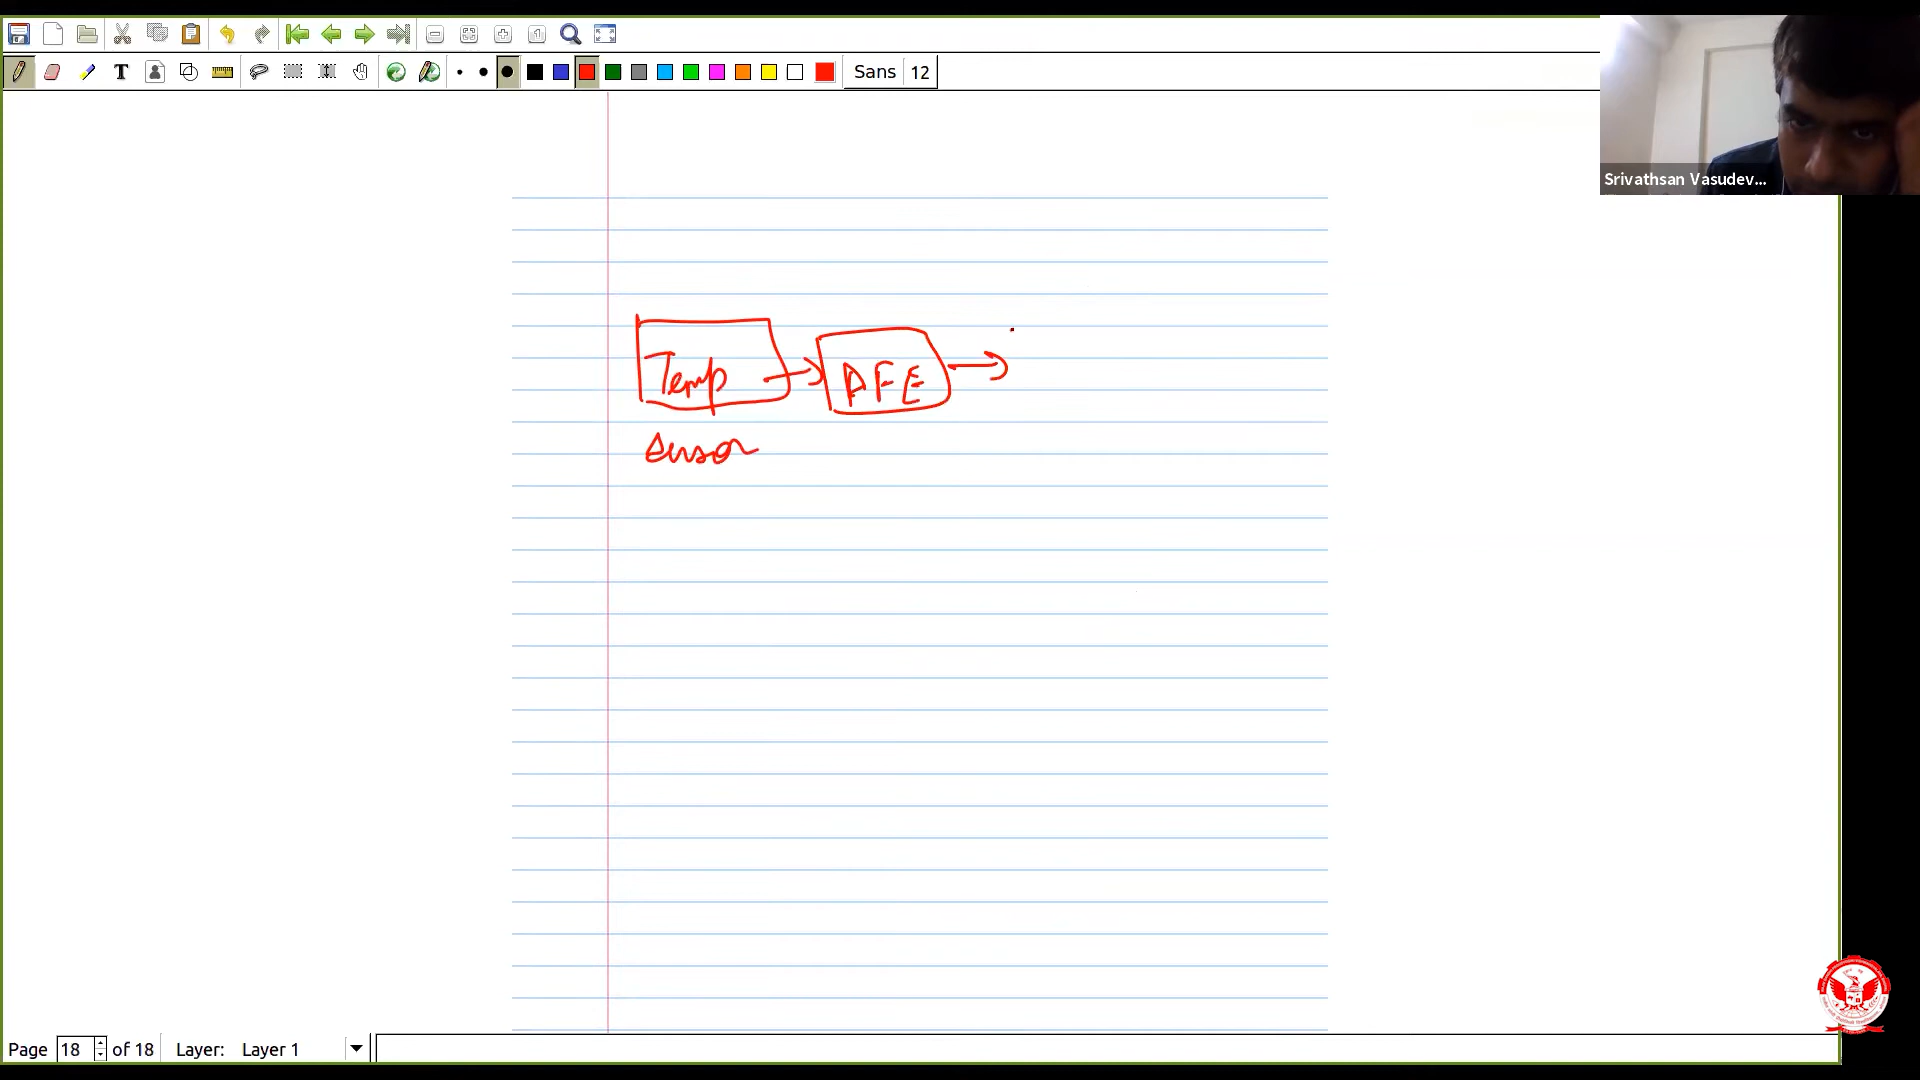 Sans 12
Srivathsan Vasudev...
Temp
AFE
sensor
Page 18 of 18 Layer: Layer 1